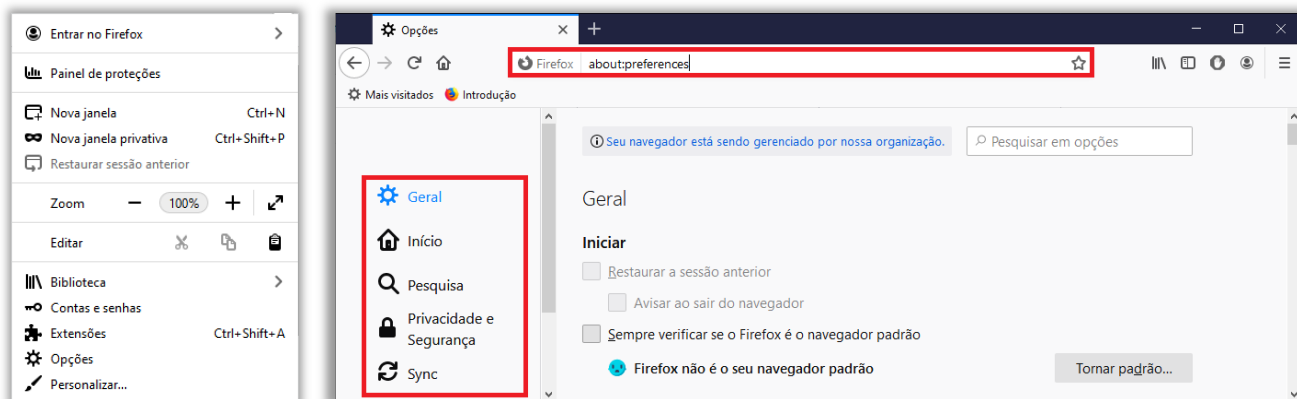 Entrar no Firefox
Painel de proteções
Nova janela Ctrl+N
Nova janela privativa Ctrl+Shift+P
Restaurar sessão anterior
Zoom 100%
Editar
Biblioteca
Contas e senhas
Extensões Ctrl+Shift+A
Opções
Personalizar...
Opções
Firefox about:preferences
Mais visitados Introdução
Seu navegador está sendo gerenciado por nossa organização. Pesquisar em opções
Geral
Início
Pesquisa
Privacidade e
Segurança
Sync
Geral
Iniciar
Restaurar a sessão anterior
Avisar ao sair do navegador
Sempre verificar se o Firefox é o navegador padrão
Firefox não é o seu navegador padrão Tornar padrão...